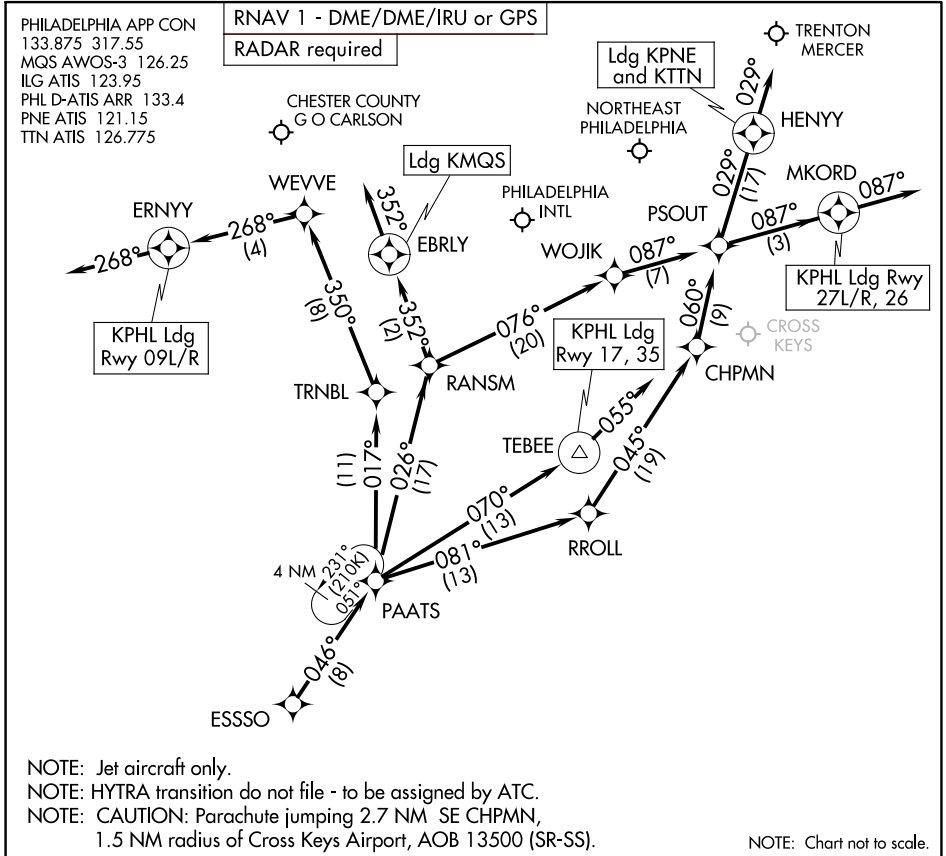 PHILADELPHIA APP CON
133.875 317.55
MQS AWOS-3 126.25
ILG ATIS 123.95
PHL D-ATIS ARR 133.4
PNE ATIS 121.15
TTN ATIS 126.775
RNAV 1 - DME/DME/IRU or GPS
RADAR required
TRENTON
MERCER
Ldg KPNE
and KTTN
029°
CHESTER COUNTY
G O CARLSON
NORTHEAST
PHILADELPHIA
HENYY
Ldg KMQS
029°
(17)
MKORD
WEVVE
352°
PHILADELPHIA
INTL
PSOUT
087°
ERNYY
268°
(4)
268°
EBRLY
WOJIK
087°
(7)
087°
(3)
KPHL Ldg Rwy
27L/R, 26
350°
(8)
352°
(2)
076°
(20)
060°
(9)
KPHL Ldg
Rwy 09L/R
KPHL Ldg
Rwy 17, 35
CROSS
KEYS
TRNBL
RANSM
CHPMN
055°
TEBEE
017°
(11)
026°
(17)
045°
(19)
070°
(13)
RROLL
081°
(13)
4 NM
231°
(210K)
051°
PAATS
046°
(8)
ESSSO
NOTE: Jet aircraft only.
NOTE: HYTRA transition do not file - to be assigned by ATC.
NOTE: CAUTION: Parachute jumping 2.7 NM SE CHPMN,
1.5 NM radius of Cross Keys Airport, AOB 13500 (SR-SS).
NOTE: Chart not to scale.